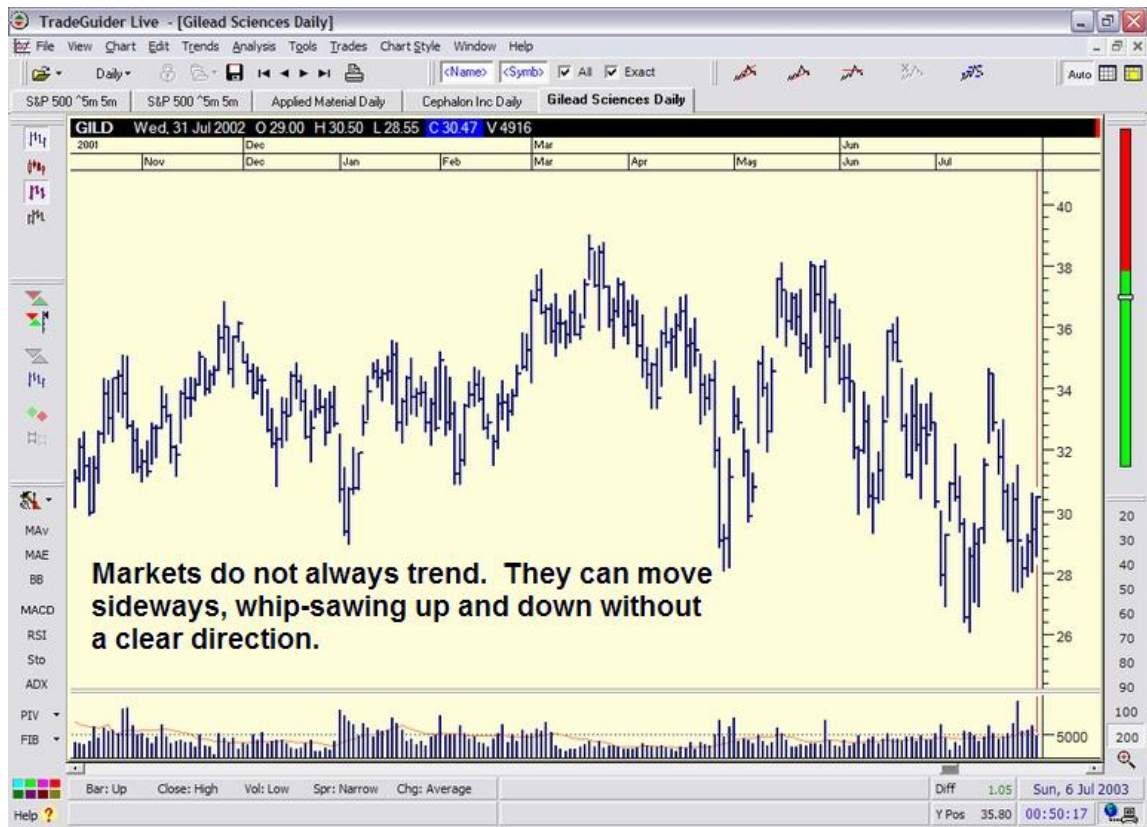 TradeGuider Live - [Gilead Sciences Daily]
File View Chart Edit Trends Analysis Tools Trades Chart Style Window Help
Daily <Name> <Symb> All Exact Auto
S&P 500 ^5m 5m S&P 500 ^5m 5m Applied Material Daily Cephalon Inc Daily Gilead Sciences Daily
GILD Wed, 31 Jul 2002 O 29.00 H 30.50 L 28.55 C 30.47 V 4916
2001 Dec Mar Jun
Nov Dec Jan Feb Mar Apr May Jun Jul
40
38
36
34
32
30
28
26
5000
Markets do not always trend. They can move
sideways, whip-sawing up and down without
a clear direction.
MAv
MAE
BB
MACD
RSI
Sto
ADX
PIV
FIB
20
30
40
50
60
70
80
90
100
200
Bar: Up Close: High Vol: Low Spr: Narrow Chg: Average Diff 1.05 Sun, 6 Jul 2003
Help ? Y Pos 35.80 00:50:17